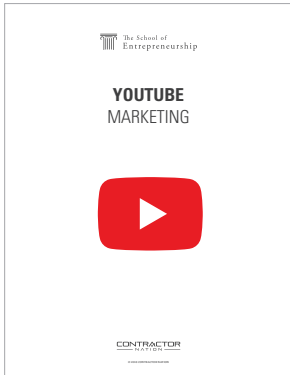 The School of
Entrepreneurship
YOUTUBE
MARKETING
CONTRACTOR
NATION